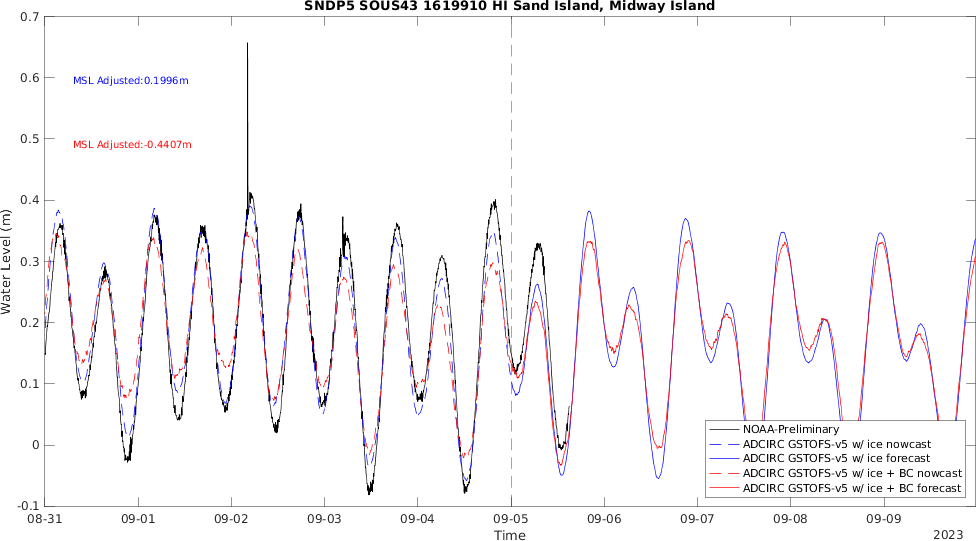 SNDP5 SOUS43 1619910 HI Sand Island, Midway Island
0.7
0.6
0.5
0.4
0.3
0.2
0.1
0
-0.1
Water Level (m)
MSL Adjusted:0.1996m
MSL Adjusted:-0.4407m
NOAA-Preliminary
ADCIRC GSTOFS-v5 w/ ice nowcast
ADCIRC GSTOFS-v5 w/ ice forecast
ADCIRC GSTOFS-v5 w/ ice + BC nowcast
ADCIRC GSTOFS-v5 w/ ice + BC forecast
08-31 09-01 09-02 09-03 09-04 09-05 09-06 09-07 09-08 09-09
Time
2023